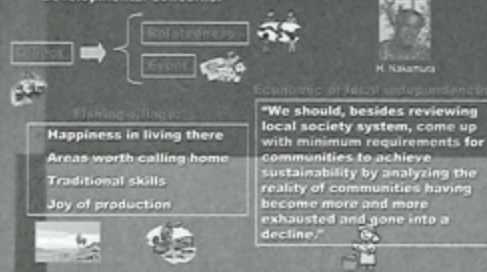 Developmental concerns:
Relatedness
Event
H. Nakamura
Economic of local independence
"We should, besides reviewing
local society system, come up
with minimum requirements for
communities to achieve
sustainability by analyzing the
reality of communities having
become more and more
exhausted and gone into a
decline."
Happiness in living there
Areas worth calling home
Traditional skills
Joy of production